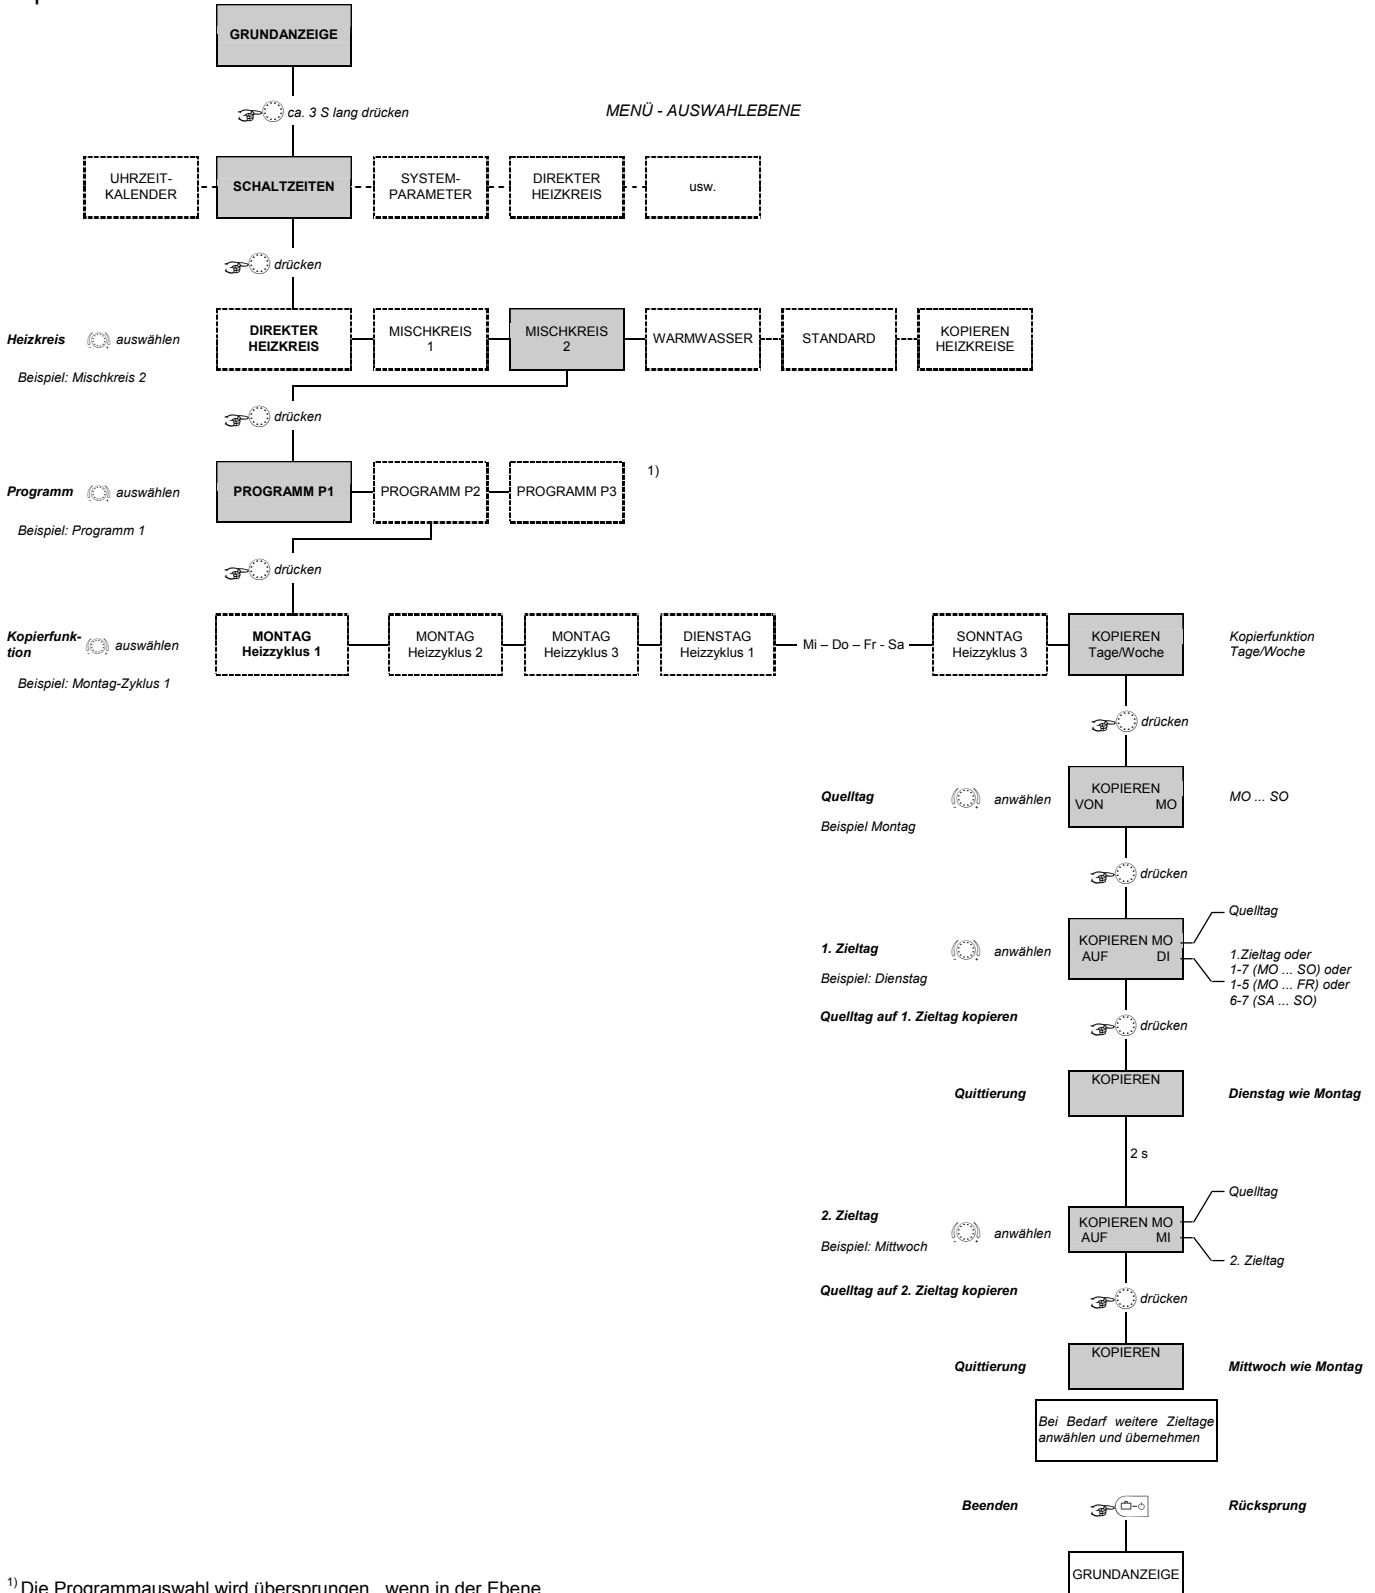 GRUNDANZEIGE
ca. 3 S lang drücken
MENÜ - AUSWAHLEBENE
UHRZEIT-
KALENDER
SCHALTZEITEN
SYSTEM-
PARAMETER
DIREKTER
HEIZKREIS
usw.
drücken
Heizkreis auswählen
Beispiel: Mischkreis 2
DIREKTER
HEIZKREIS
MISCHKREIS
1
MISCHKREIS
2
WARMWASSER
STANDARD
KOPIEREN
HEIZKREISE
drücken
Programm auswählen
Beispiel: Programm 1
PROGRAMM P1
PROGRAMM P2
PROGRAMM P3
1)
drücken
Kopierfunk-
tion
auswählen
Beispiel: Montag-Zyklus 1
MONTAG
Heizzyklus 1
MONTAG
Heizzyklus 2
MONTAG
Heizzyklus 3
DIENSTAG
Heizzyklus 1
Mi – Do – Fr - Sa
SONNTAG
Heizzyklus 3
KOPIEREN
Tage/Woche
Kopierfunktion
Tage/Woche
drücken
Quelltag
anwählen
Beispiel Montag
KOPIEREN
VON MO
MO ... SO
drücken
1. Zieltag
anwählen
Beispiel: Dienstag
KOPIEREN MO
AUF DI
Quelltag
1.Zieltag oder
1-7 (MO ... SO) oder
1-5 (MO ... FR) oder
6-7 (SA ... SO)
Quelltag auf 1. Zieltag kopieren
drücken
Quittierung
KOPIEREN
Dienstag wie Montag
2 s
2. Zieltag
anwählen
Beispiel: Mittwoch
KOPIEREN MO
AUF MI
Quelltag
2. Zieltag
Quelltag auf 2. Zieltag kopieren
drücken
Quittierung
KOPIEREN
Mittwoch wie Montag
Bei Bedarf weitere Zieltage
anwählen und übernehmen
Beenden
Rücksprung
GRUNDANZEIGE
1) Die Programmauswahl wird übersprungen, wenn in der Ebene